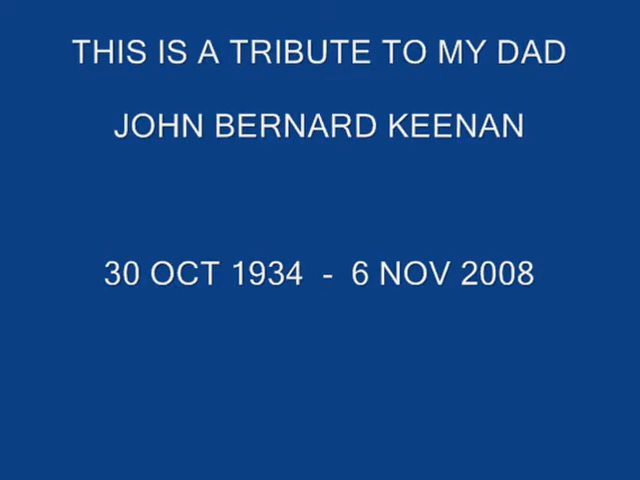 THIS IS A TRIBUTE TO MY DAD
JOHN BERNARD KEENAN
30 OCT 1934 - 6 NOV 2008